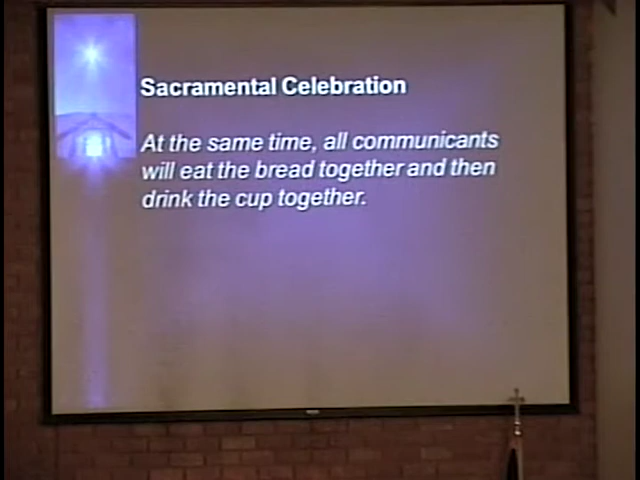 Sacramental Celebration
At the same time, all communicants
will eat the bread together and then
drink the cup together.